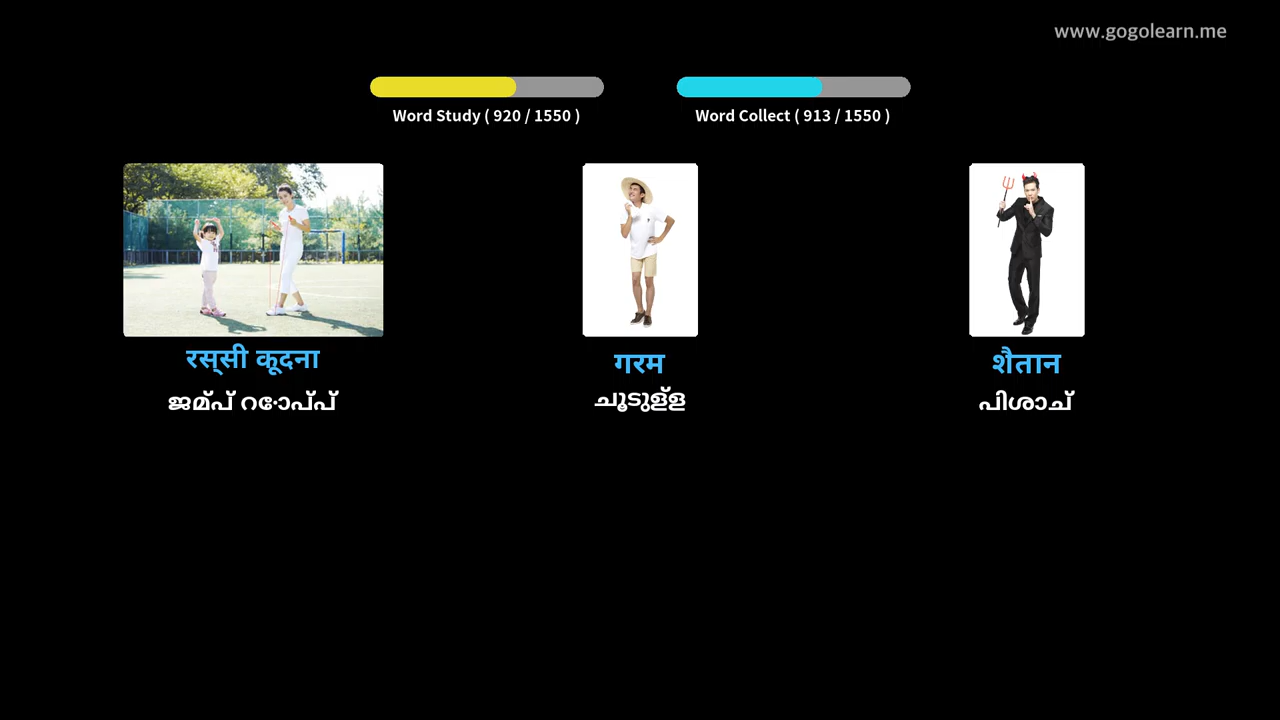 www.gogolearn.me
Word Study ( 920 / 1550 )
Word Collect ( 913 / 1550 )
रस्सी कूदना
गरम
शैतान
ജമ്പ് റോപ്പ്
ചൂടുള്ള
പിശാച്